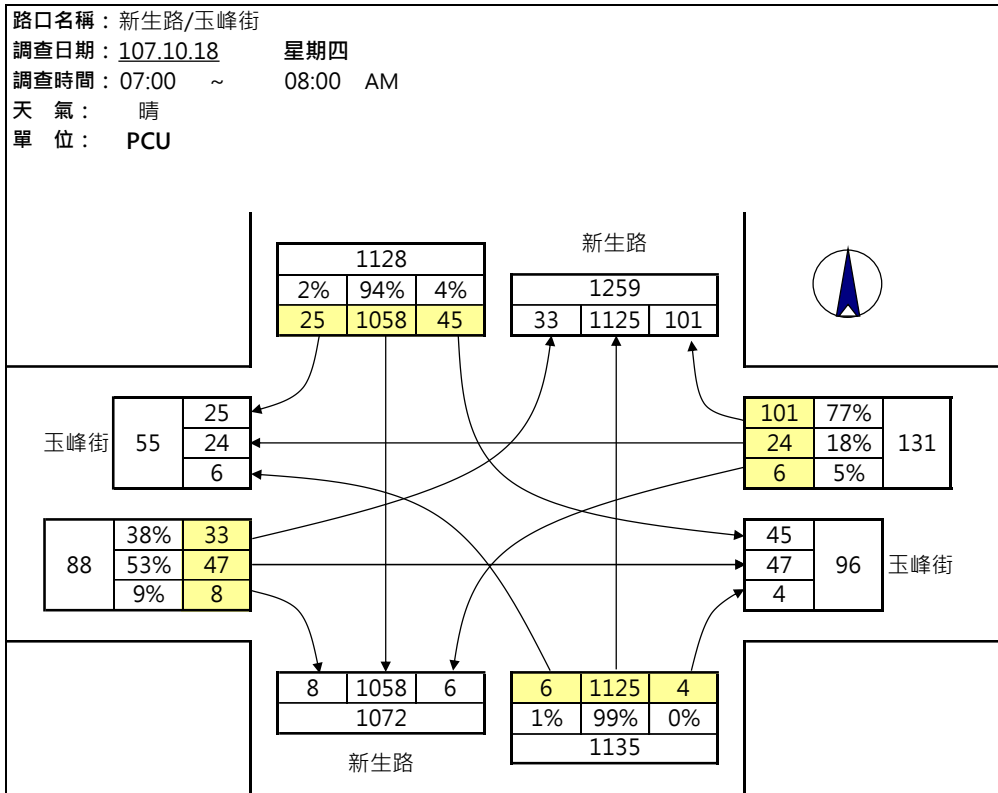 路口名稱：新生路/玉峰街
調查日期：107.10.18 星期四
調查時間：07:00 ~ 08:00 AM
天 氣： 晴
單 位： PCU
新生路
1128
2% 94% 4%
25 1058 45
1259
33 1125 101
玉峰街 55
25
24
6
101 77%
24 18%
6 5%
131
88
38% 33
53% 47
9% 8
45
47
4
96 玉峰街
8 1058 6
1072
新生路
6 1125 4
1% 99% 0%
1135